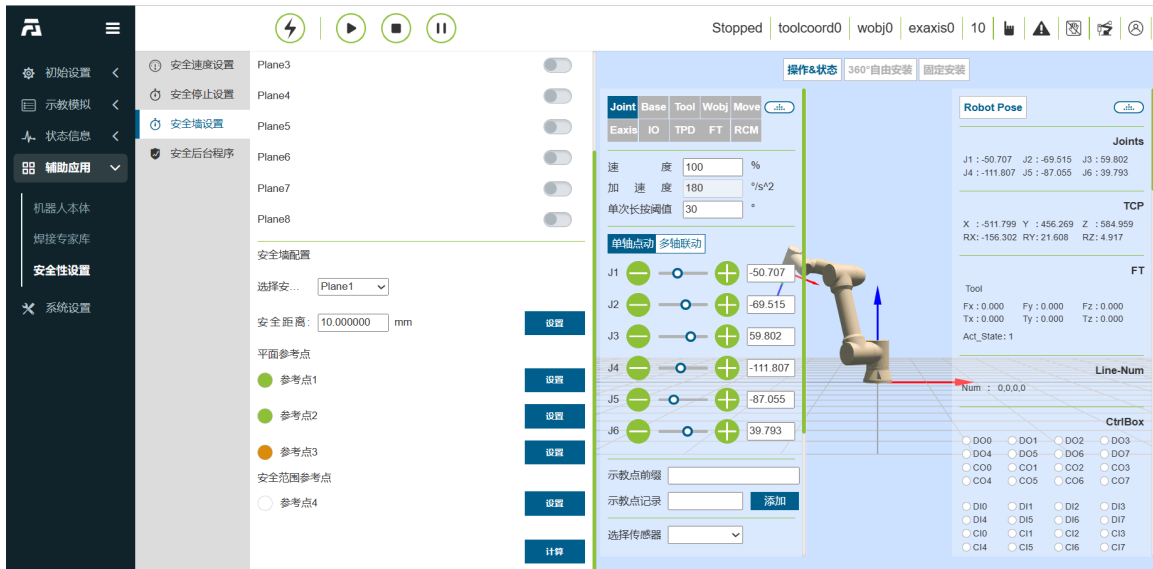 Stopped toolcoord0 wobj0 exaxis0 10
初始设置
示教模拟
状态信息
辅助应用
机器人本体
焊接专家库
安全性设置
系统设置
安全速度设置
安全停止设置
安全墙设置
安全后台程序
Plane3
Plane4
Plane5
Plane6
Plane7
Plane8
安全墙配置
选择安... Plane1
安全距离: 10.000000 mm 设置
平面参考点
参考点1 设置
参考点2 设置
参考点3 设置
安全范围参考点
参考点4 设置
计算
操作&状态 360°自由安装 固定安装
Joint Base Tool Wobj Move
Eaxis IO TPD FT RCM
速 度 100 %
加 速 度 180 °/s^2
单次长按阈值 30 °
单轴点动 多轴联动
J1 -50.707
J2 -69.515
J3 59.802
J4 -111.807
J5 -87.055
J6 39.793
示教点前缀
示教点记录 添加
选择传感器
Robot Pose
Joints
J1 : -50.707 J2 : -69.515 J3 : 59.802
J4 : -111.807 J5 : -87.055 J6 : 39.793
TCP
X : -511.799 Y : 456.269 Z : 584.959
RX: -156.302 RY: 21.608 RZ: 4.917
FT
Tool
Fx : 0.000 Fy : 0.000 Fz : 0.000
Tx : 0.000 Ty : 0.000 Tz : 0.000
Act_State: 1
Line-Num
Num : 0,0,0,0
CtrlBox
DO0 DO1 DO2 DO3
DO4 DO5 DO6 DO7
CO0 CO1 CO2 CO3
CO4 CO5 CO6 CO7
DI0 DI1 DI2 DI3
DI4 DI5 DI6 DI7
CI0 CI1 CI2 CI3
CI4 CI5 CI6 CI7